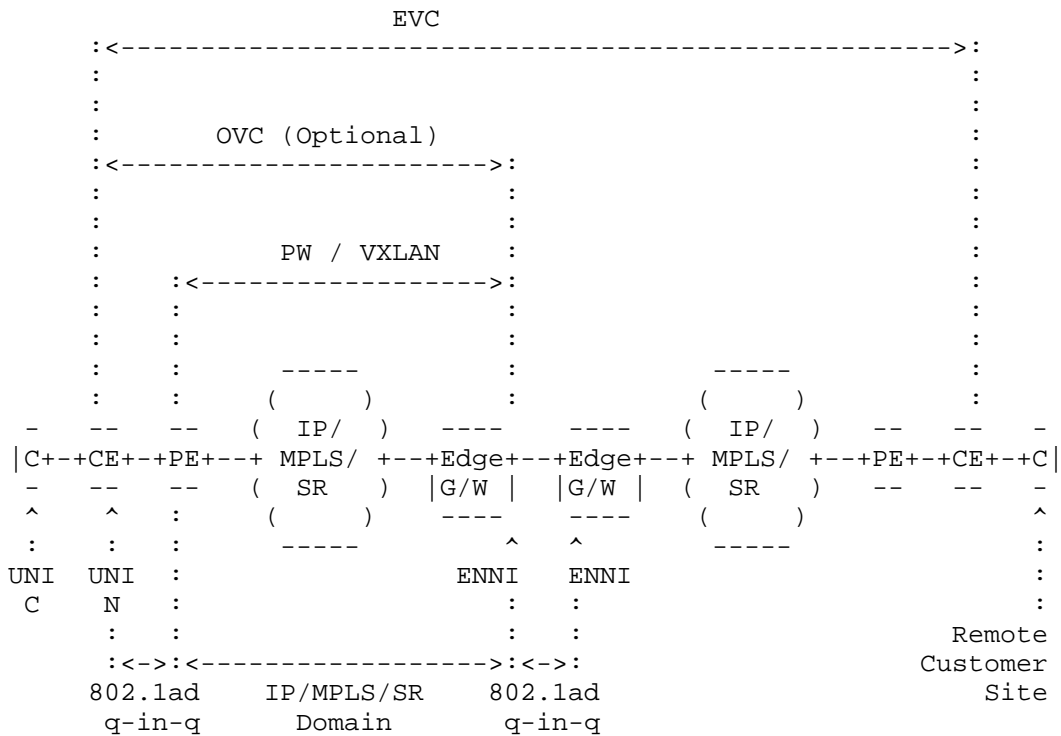 EVC
OVC (Optional)
PW / VXLAN
IP/ IP/
|C+-+CE+-+PE+--+ MPLS/ +--+Edge+--+Edge+--+ MPLS/ +--+PE+-+CE+-+C|
SR |G/W | |G/W | SR
UNI UNI ENNI ENNI
C N
Remote
Customer
802.1ad IP/MPLS/SR 802.1ad Site
q-in-q Domain q-in-q